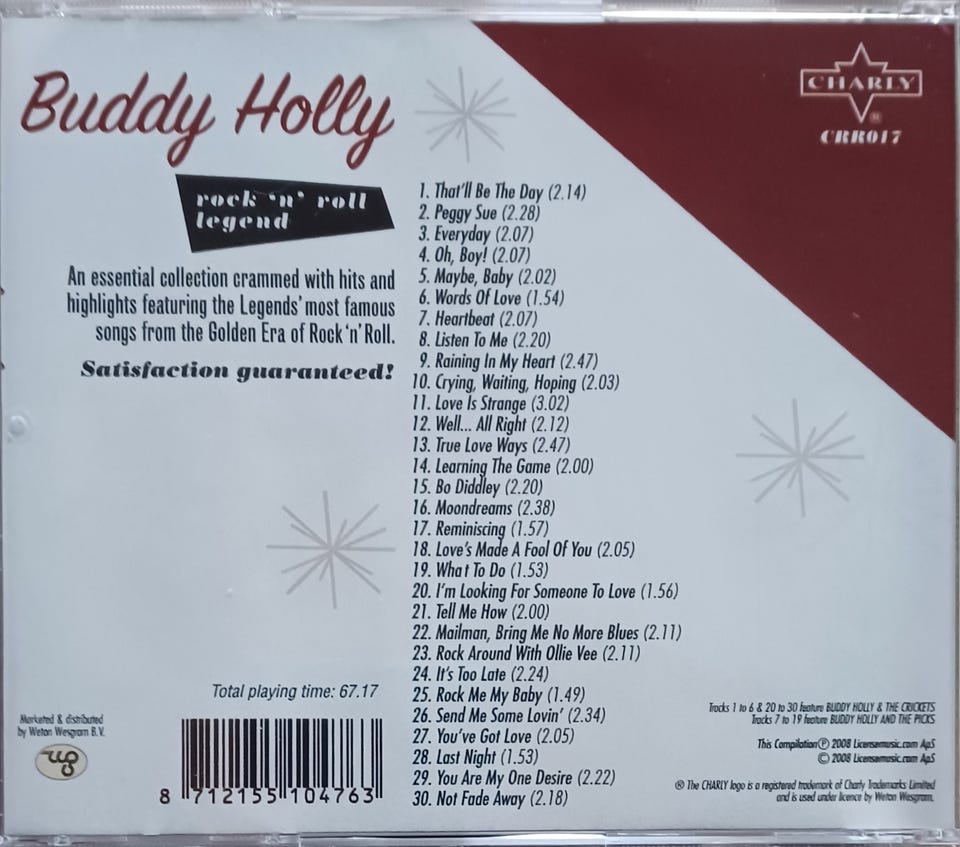 Buddy Holly
rock 'n' roll
legend
An essential collection crammed with hits and
highlights featuring the Legends' most famous
songs from the Golden Era of Rock 'n' Roll.
Satisfaction guaranteed!
CHARLY
®
CRR017
1. That'll Be The Day (2.14)
2. Peggy Sue (2.28)
3. Everyday (2.07)
4. Oh, Boy! (2.07)
5. Maybe, Baby (2.02)
6. Words Of Love (1.54)
7. Heartbeat (2.07)
8. Listen To Me (2.20)
9. Raining In My Heart (2.47)
10. Crying, Waiting, Hoping (2.03)
11. Love Is Strange (3.02)
12. Well... All Right (2.12)
13. True Love Ways (2.47)
14. Learning The Game (2.00)
15. Bo Diddley (2.20)
16. Moondreams (2.38)
17. Reminiscing (1.57)
18. Love's Made A Fool Of You (2.05)
19. What To Do (1.53)
20. I'm Looking For Someone To Love (1.56)
21. Tell Me How (2.00)
22. Mailman, Bring Me No More Blues (2.11)
23. Rock Around With Ollie Vee (2.11)
24. It's Too Late (2.24)
25. Rock Me My Baby (1.49)
26. Send Me Some Lovin' (2.34)
27. You've Got Love (2.05)
28. Last Night (1.53)
29. You Are My One Desire (2.22)
30. Not Fade Away (2.18)
Total playing time: 67.17
Marketed & distributed
by Weton Wesgram B.V.
wg
8 712155 104763
Tracks 1 to 6 & 20 to 30 feature BUDDY HOLLY & THE CRICKETS
Tracks 7 to 19 feature BUDDY HOLLY AND THE PICKS
This Compilation ℗ 2008 Licensemusic.com ApS
© 2008 Licensemusic.com ApS
® The CHARLY logo is a registered trademark of Charly Trademarks Limited
and is used under licence by Weton Wesgram.